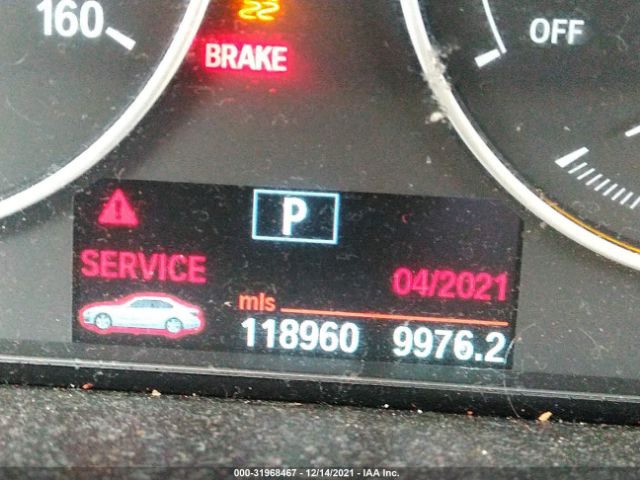 160
BRAKE
OFF
P
SERVICE
04/2021
mls
118960 9976.2
000-31968467 - 12/14/2021 - IAA Inc.